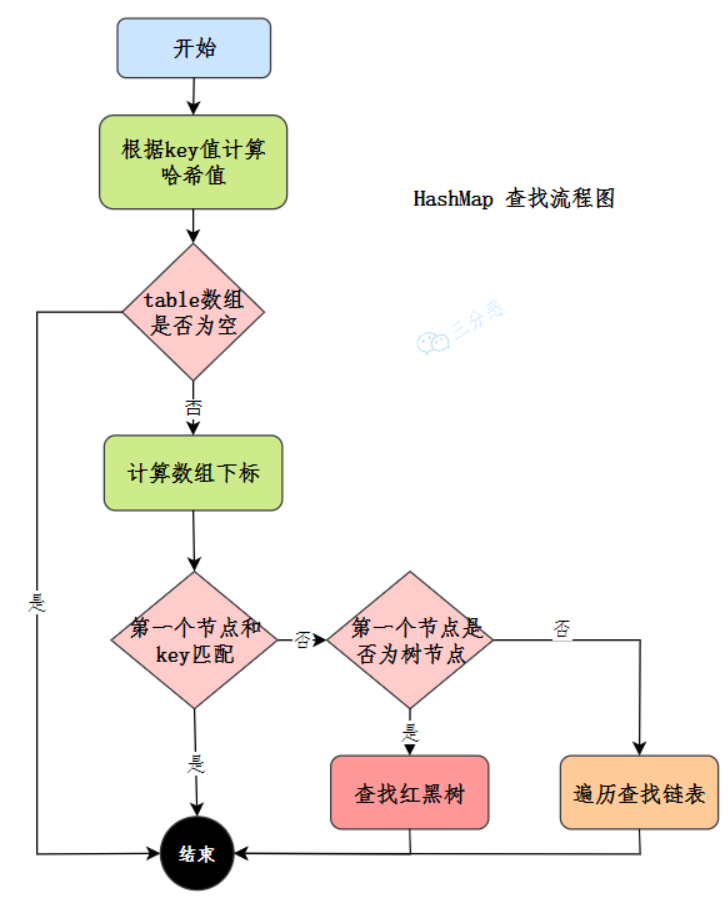 开始
根据key值计算
哈希值
HashMap 查找流程图
table数组
是否为空
三分恶
否
计算数组下标
是
第一个节点和
key匹配
否
第一个节点是
否为树节点
否
是
是
查找红黑树
遍历查找链表
结束